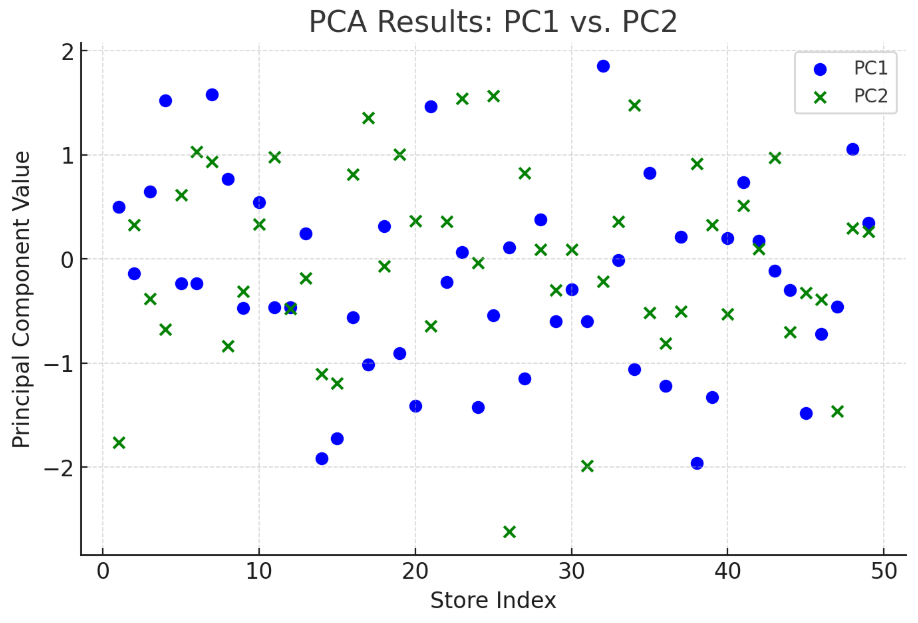 PCA Results: PC1 vs. PC2
PC1
PC2
Principal Component Value
2
1
0
−1
−2
0
10
20
30
40
50
Store Index